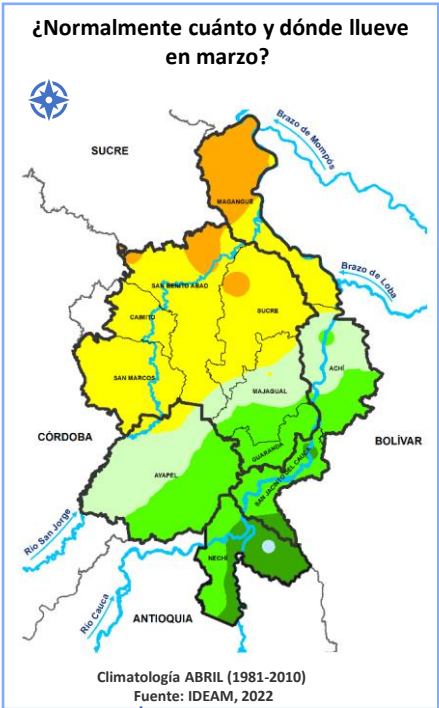 ¿Normalmente cuánto y dónde llueve
en marzo?
Brazo de Mompós
SUCRE
MAGANGUÉ
Brazo de Loba
SAN BENITO ABAD
CAIMITO
SUCRE
ACHÍ
SAN MARCOS
MAJAGUAL
CÓRDOBA
BOLÍVAR
GUARANDA
AYAPEL
SAN JACINTO DEL CAUCA
Río San Jorge
NECHÍ
Río Cauca
ANTIOQUIA
Climatología ABRIL (1981-2010)
Fuente: IDEAM, 2022